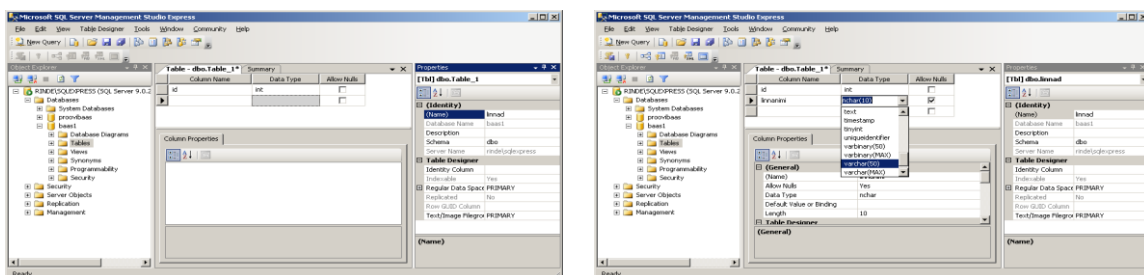 Microsoft SQL Server Management Studio Express
File Edit View Table Designer Tools Window Community Help
New Query
Object Explorer
RINDE\SQLEXPRESS (SQL Server 9.0.2
Databases
System Databases
proovibaas
baas1
Database Diagrams
Tables
Views
Synonyms
Programmability
Security
Security
Server Objects
Replication
Management
Table - dbo.Table_1* Summary
Column Name Data Type Allow Nulls
id int
Column Properties
Properties
[Tbl] dbo.Table_1
(Identity)
(Name) linnad
Database Name baas1
Description
Schema dbo
Server Name rinde\sqlexpress
Table Designer
Identity Column
Indexable Yes
Regular Data Space PRIMARY
Replicated No
Row GUID Column
Text/Image Filegro PRIMARY
(Name)
Ready
Microsoft SQL Server Management Studio Express
File Edit View Table Designer Tools Window Community Help
New Query
Object Explorer
RINDE\SQLEXPRESS (SQL Server 9.0.2
Databases
System Databases
proovibaas
baas1
Database Diagrams
Tables
Views
Synonyms
Programmability
Security
Security
Server Objects
Replication
Management
Table - dbo.Table_1* Summary
Column Name Data Type Allow Nulls
id int
linnanimi nchar(10)
text
timestamp
tinyint
uniqueidentifier
varbinary(50)
varbinary(MAX)
varchar(50)
varchar(MAX)
Column Properties
(General)
(Name)
Allow Nulls Yes
Data Type nchar
Default Value or Binding
Length 10
Table Designer
(General)
Properties
[Tbl] dbo.linnad
(Identity)
(Name) linnad
Database Name baas1
Description
Schema dbo
Server Name rinde\sqlexpress
Table Designer
Identity Column
Indexable Yes
Regular Data Space PRIMARY
Replicated No
Row GUID Column
Text/Image Filegro PRIMARY
(Name)
Ready